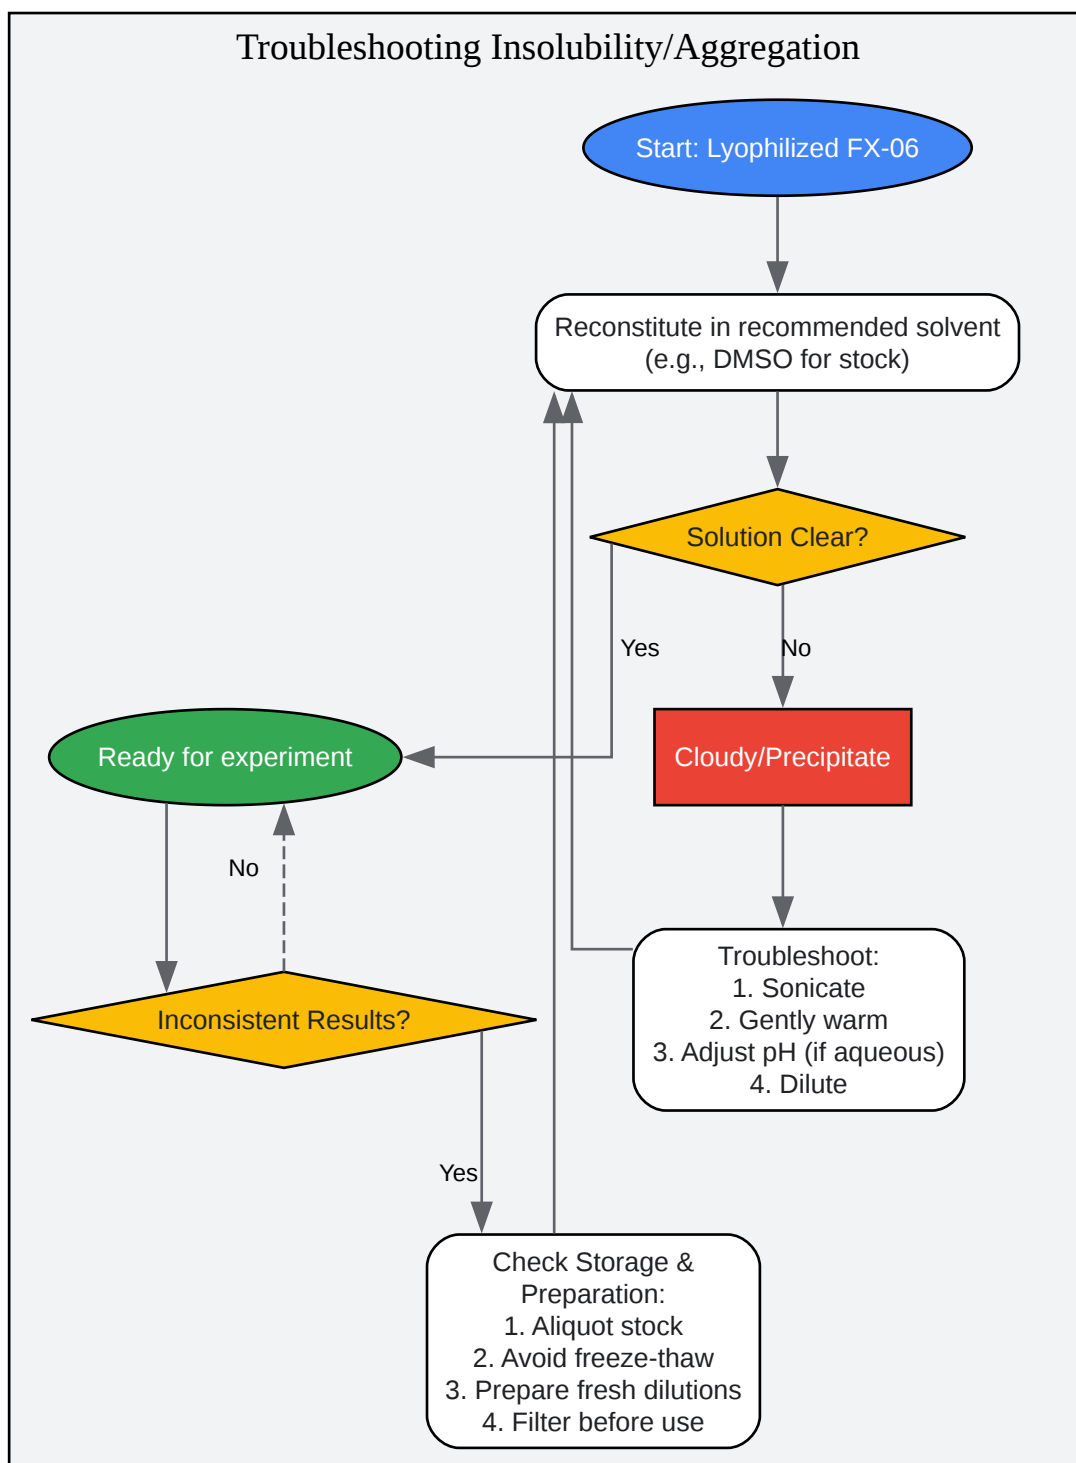 Troubleshooting Insolubility/Aggregation
Start: Lyophilized FX-06
Reconstitute in recommended solvent
(e.g., DMSO for stock)
Solution Clear?
Yes
No
Ready for experiment
Cloudy/Precipitate
No
Troubleshoot:
1. Sonicate
2. Gently warm
3. Adjust pH (if aqueous)
4. Dilute
Inconsistent Results?
Yes
Check Storage &
Preparation:
1. Aliquot stock
2. Avoid freeze-thaw
3. Prepare fresh dilutions
4. Filter before use